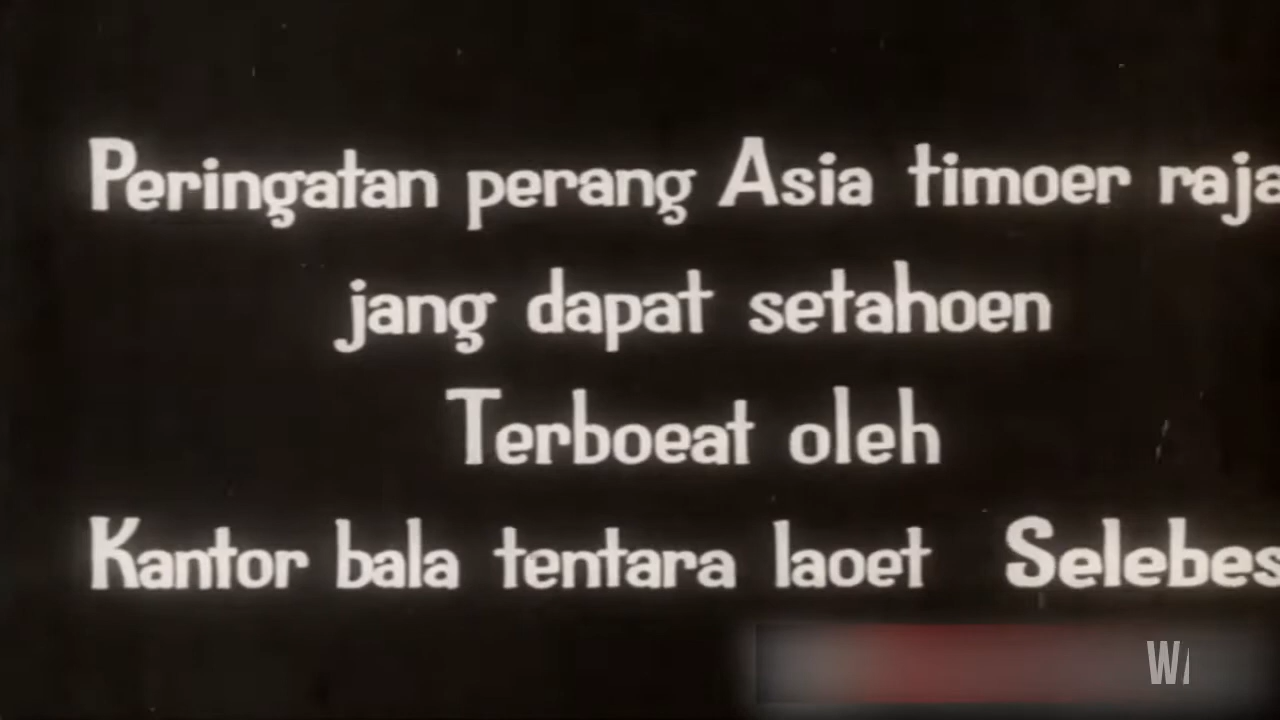 Peringatan perang Asia timoer raja
jang dapat setahoen
Terboeat oleh
Kantor bala tentara laoet Selebes